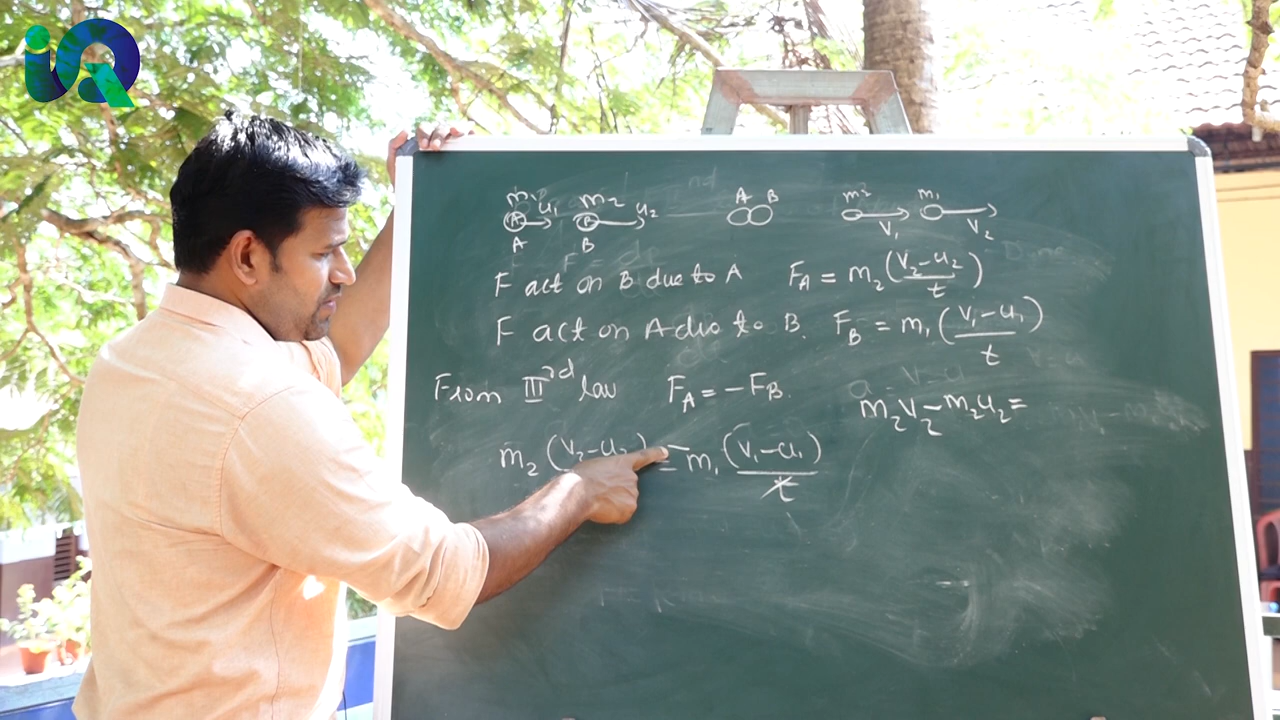 iQ
m₁ u₁ m₂ u₂ A B m² m₁
A B
A B V₁ V₂
F act on B due to A F_A = m₂ (V₂-u₂)/t
F act on A due to B. F_B = m₁ (V₁-u₁)/t
From III rd law F_A = -F_B.
m₂V₂-m₂u₂=
m₂ (V₂-u₂) = -m₁ (V₁-u₁)/t